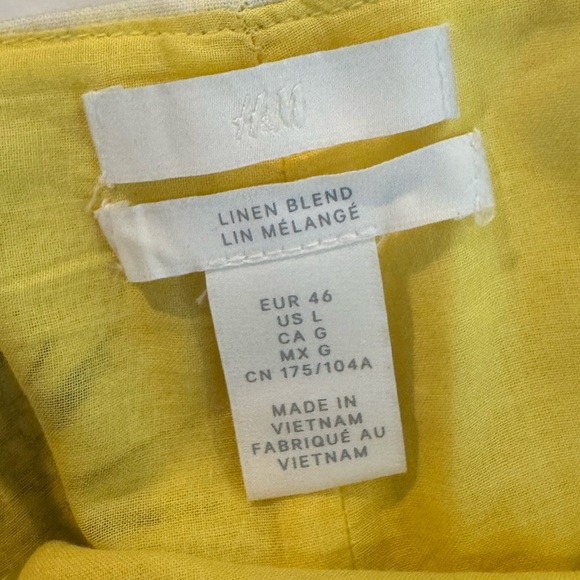 H&M
LINEN BLEND
LIN MÉLANGÉ
EUR 46
US L
CA G
MX G
CN 175/104A
MADE IN
VIETNAM
FABRIQUÉ AU
VIETNAM